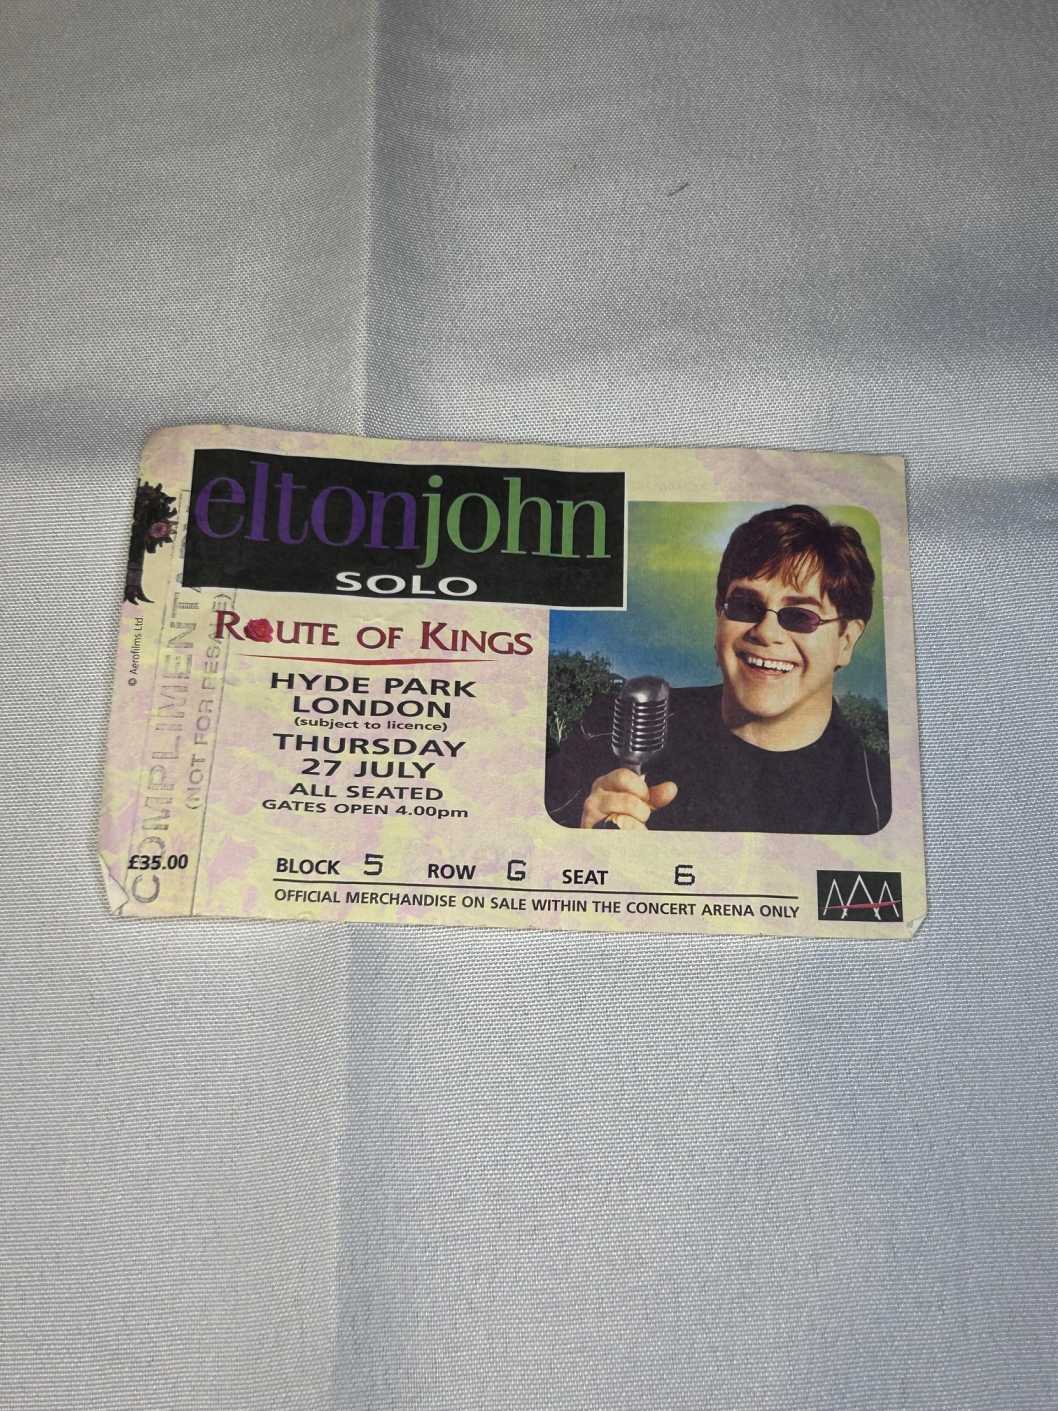 eltonjohn
SOLO
ROUTE OF KINGS
HYDE PARK
LONDON
(subject to licence)
THURSDAY
27 JULY
ALL SEATED
GATES OPEN 4.00pm
© Aerofilms Ltd
COMPLIMENTA
(NOT FOR RESALE)
£35.00
BLOCK 5 ROW G SEAT 6
OFFICIAL MERCHANDISE ON SALE WITHIN THE CONCERT ARENA ONLY